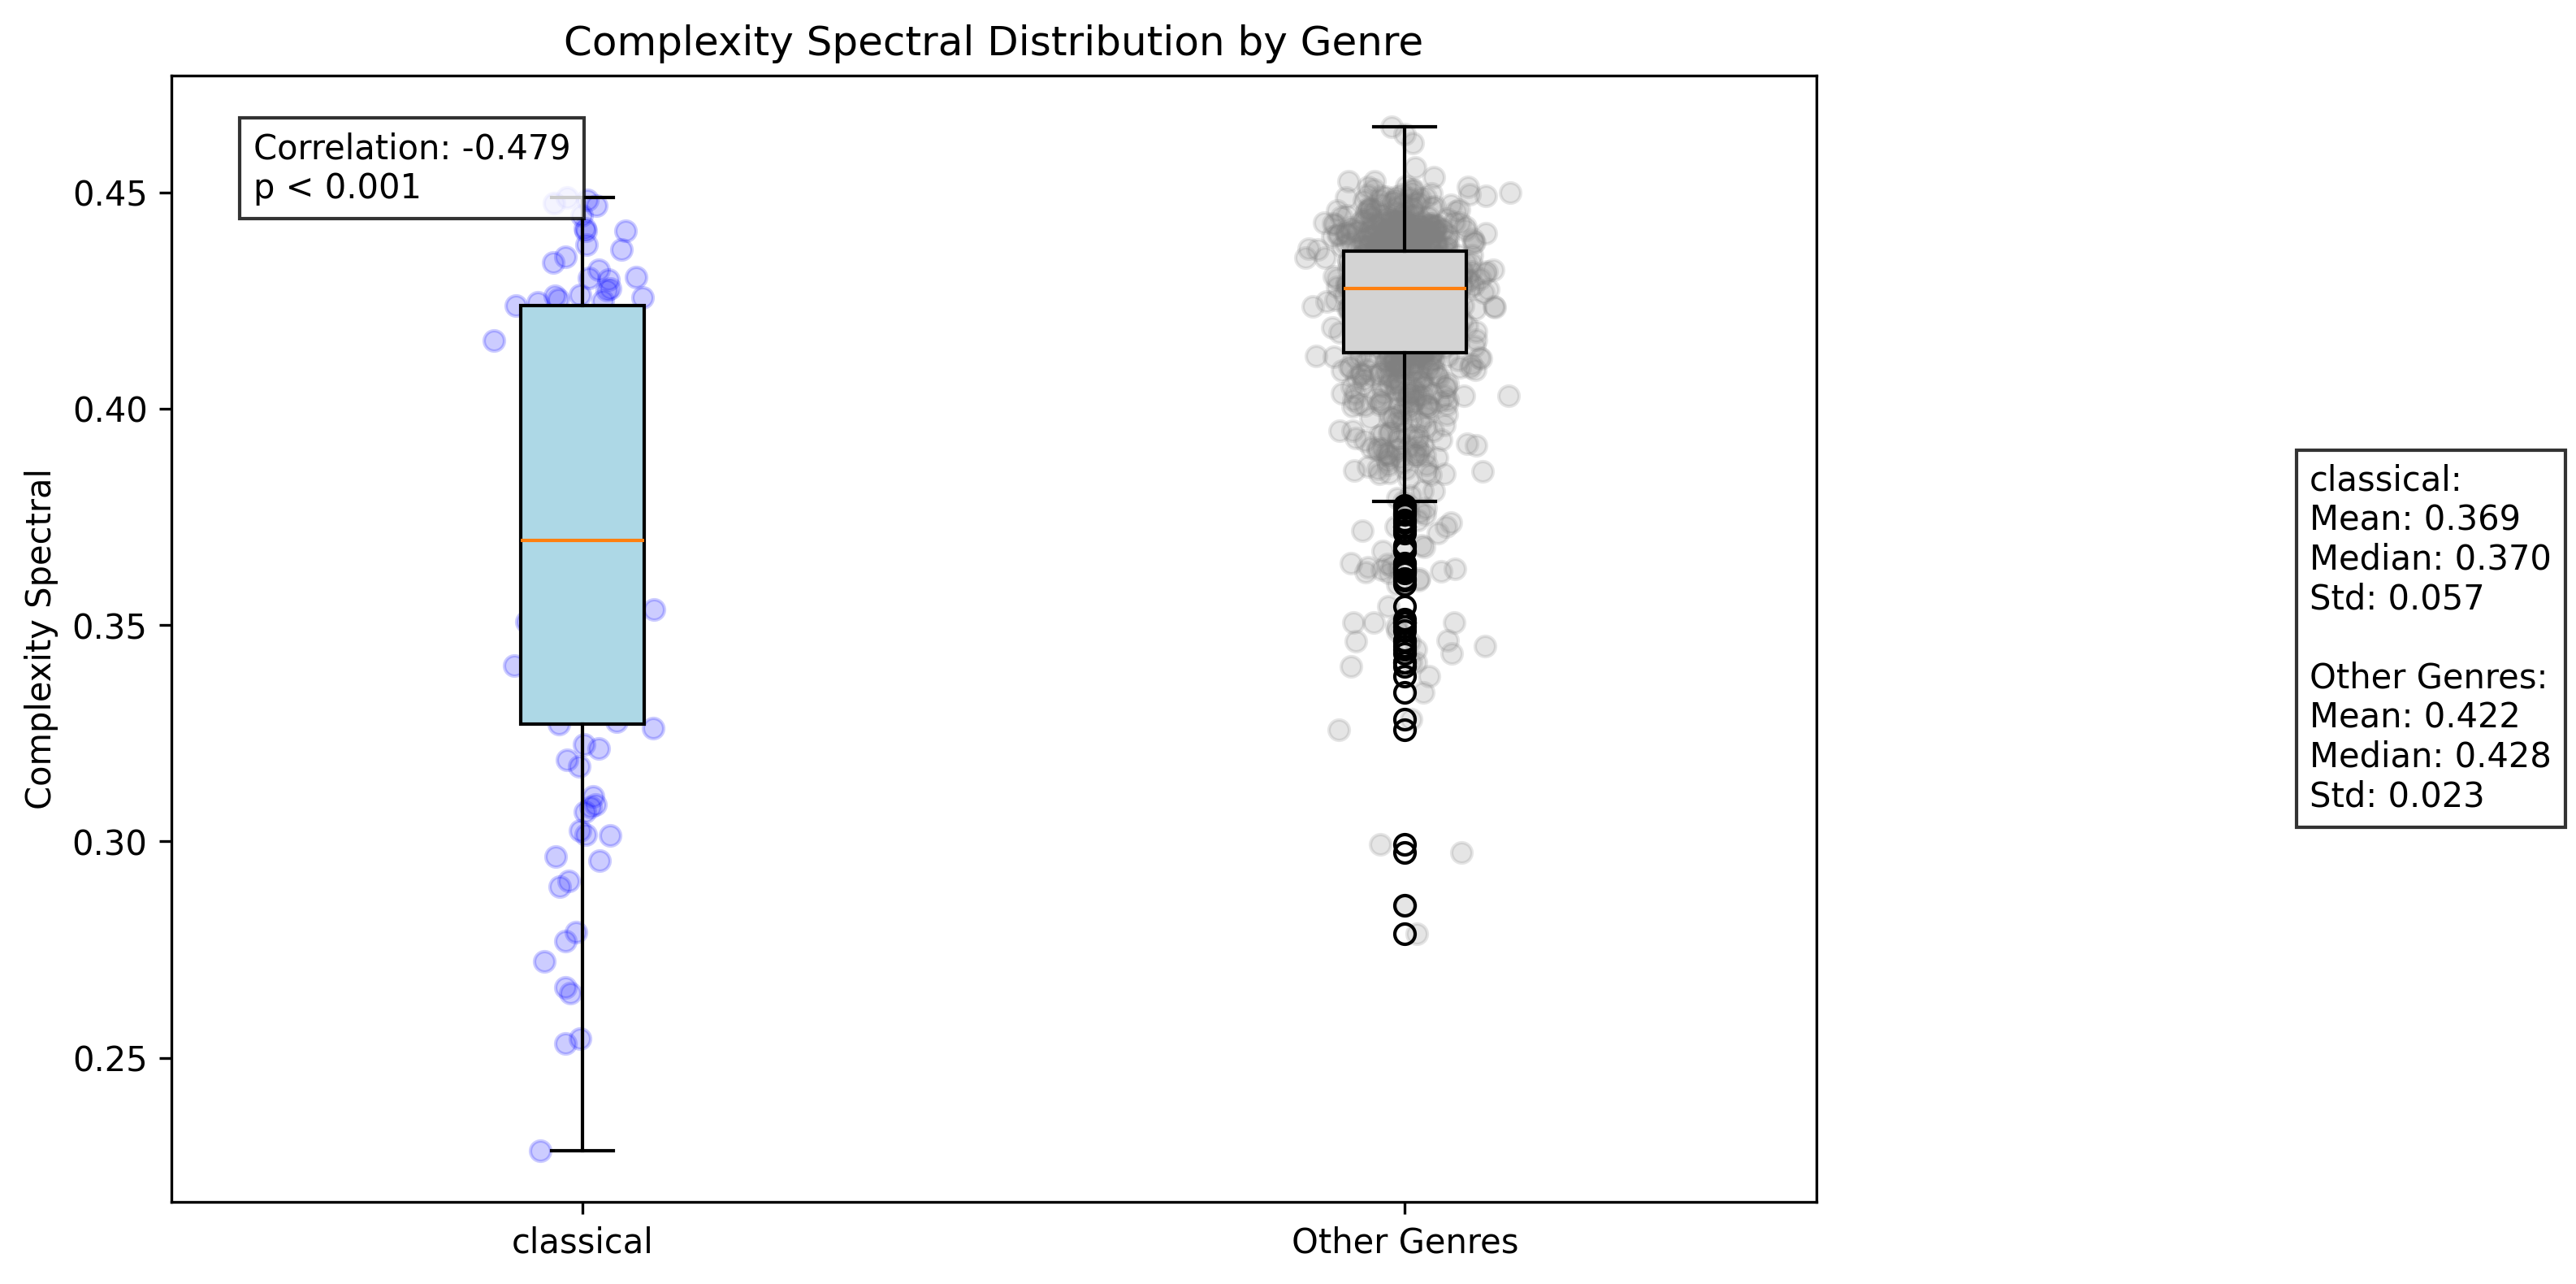 Complexity Spectral Distribution by Genre
Correlation: -0.479
p < 0.001
0.45
0.40
0.35
0.30
0.25
Complexity Spectral
classical
Other Genres
classical:
Mean: 0.369
Median: 0.370
Std: 0.057
Other Genres:
Mean: 0.422
Median: 0.428
Std: 0.023